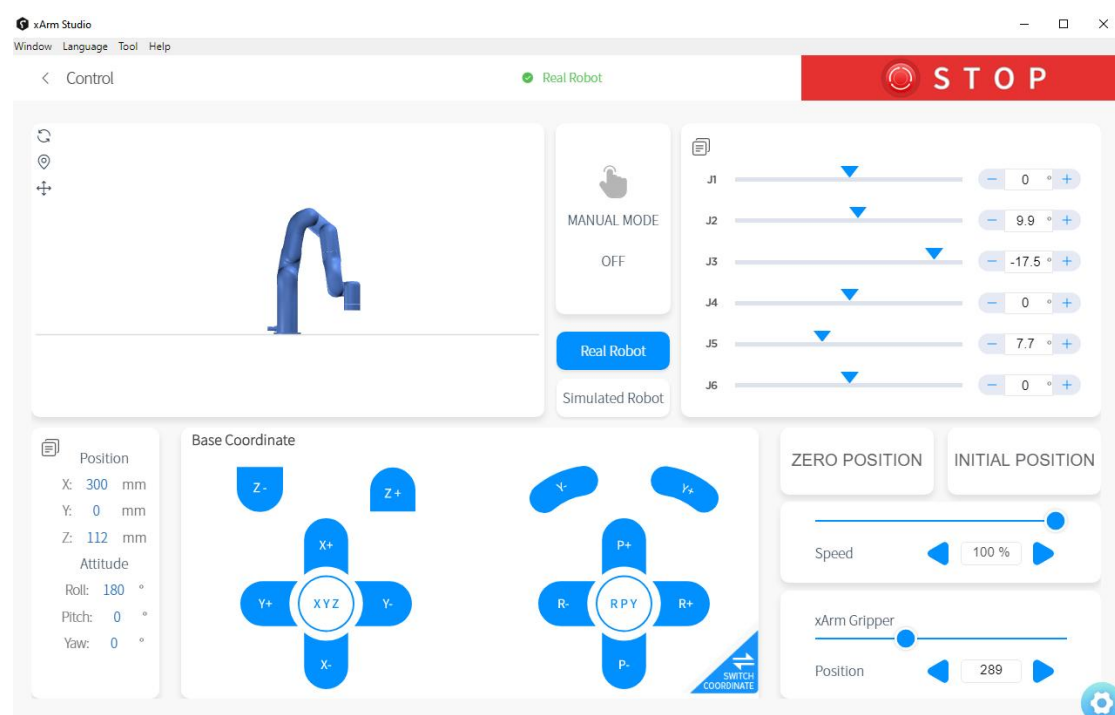 xArm Studio
Window Language Tool Help
< Control
Real Robot
STOP
MANUAL MODE
OFF
Real Robot
Simulated Robot
J1 − 0 ° +
J2 − 9.9 ° +
J3 − -17.5 ° +
J4 − 0 ° +
J5 − 7.7 ° +
J6 − 0 ° +
Position
X: 300 mm
Y: 0 mm
Z: 112 mm
Attitude
Roll: 180 °
Pitch: 0 °
Yaw: 0 °
Base Coordinate
Z-
Z+
X+
Y+
XYZ
Y-
X-
Y-
Y+
P+
R-
RPY
R+
P-
SWITCH
COORDINATE
ZERO POSITION
INITIAL POSITION
Speed 100 %
xArm Gripper
Position 289